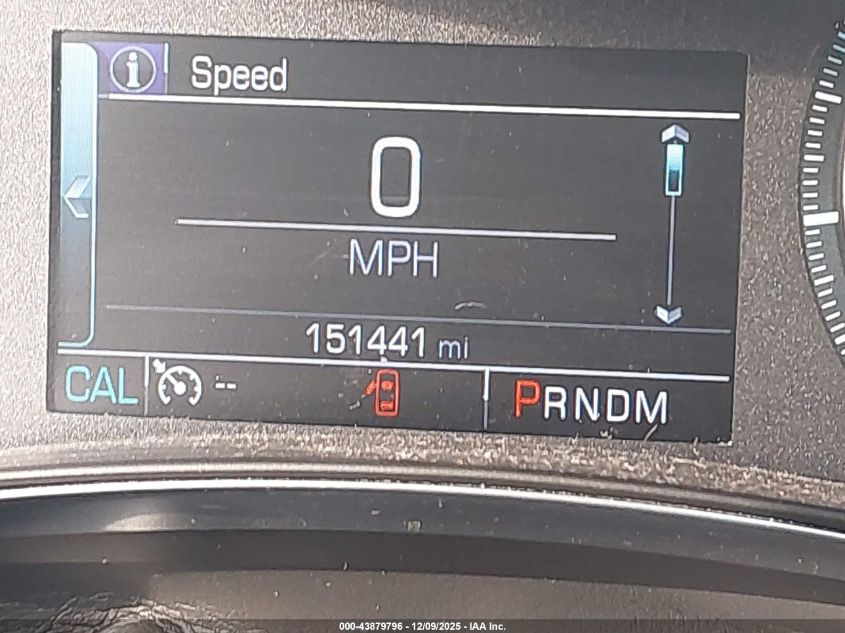 i Speed
0
MPH
151441 mi
CAL -- PRNDM
000-43879796 - 12/09/2025 - IAA Inc.